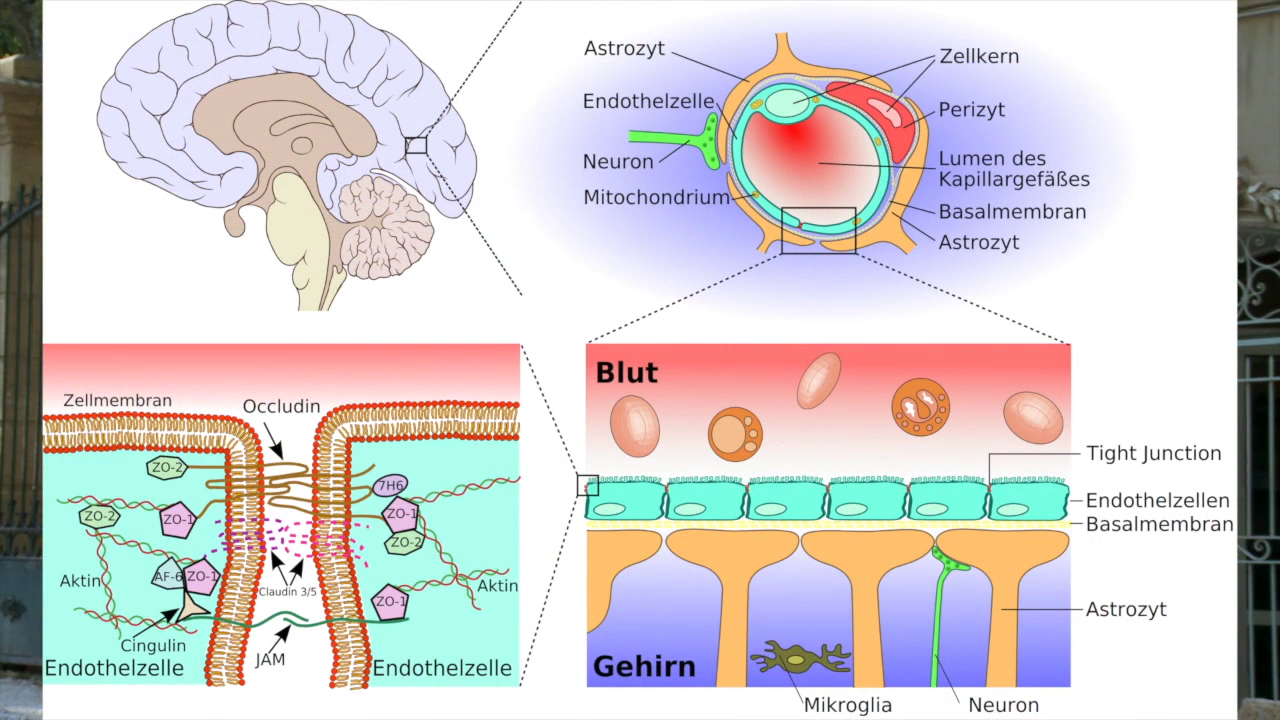 Astrozyt
Endothelzelle
Neuron
Mitochondrium
Zellkern
Perizyt
Lumen des
Kapillargefäßes
Basalmembran
Astrozyt
Zellmembran
Occludin
ZO-2
7H6
ZO-2
ZO-1
ZO-1
ZO-2
AF-6
ZO-1
Aktin
Claudin 3/5
Aktin
ZO-1
Cingulin
JAM
Endothelzelle
Endothelzelle
Blut
Tight Junction
Endothelzellen
Basalmembran
Astrozyt
Gehirn
Mikroglia
Neuron